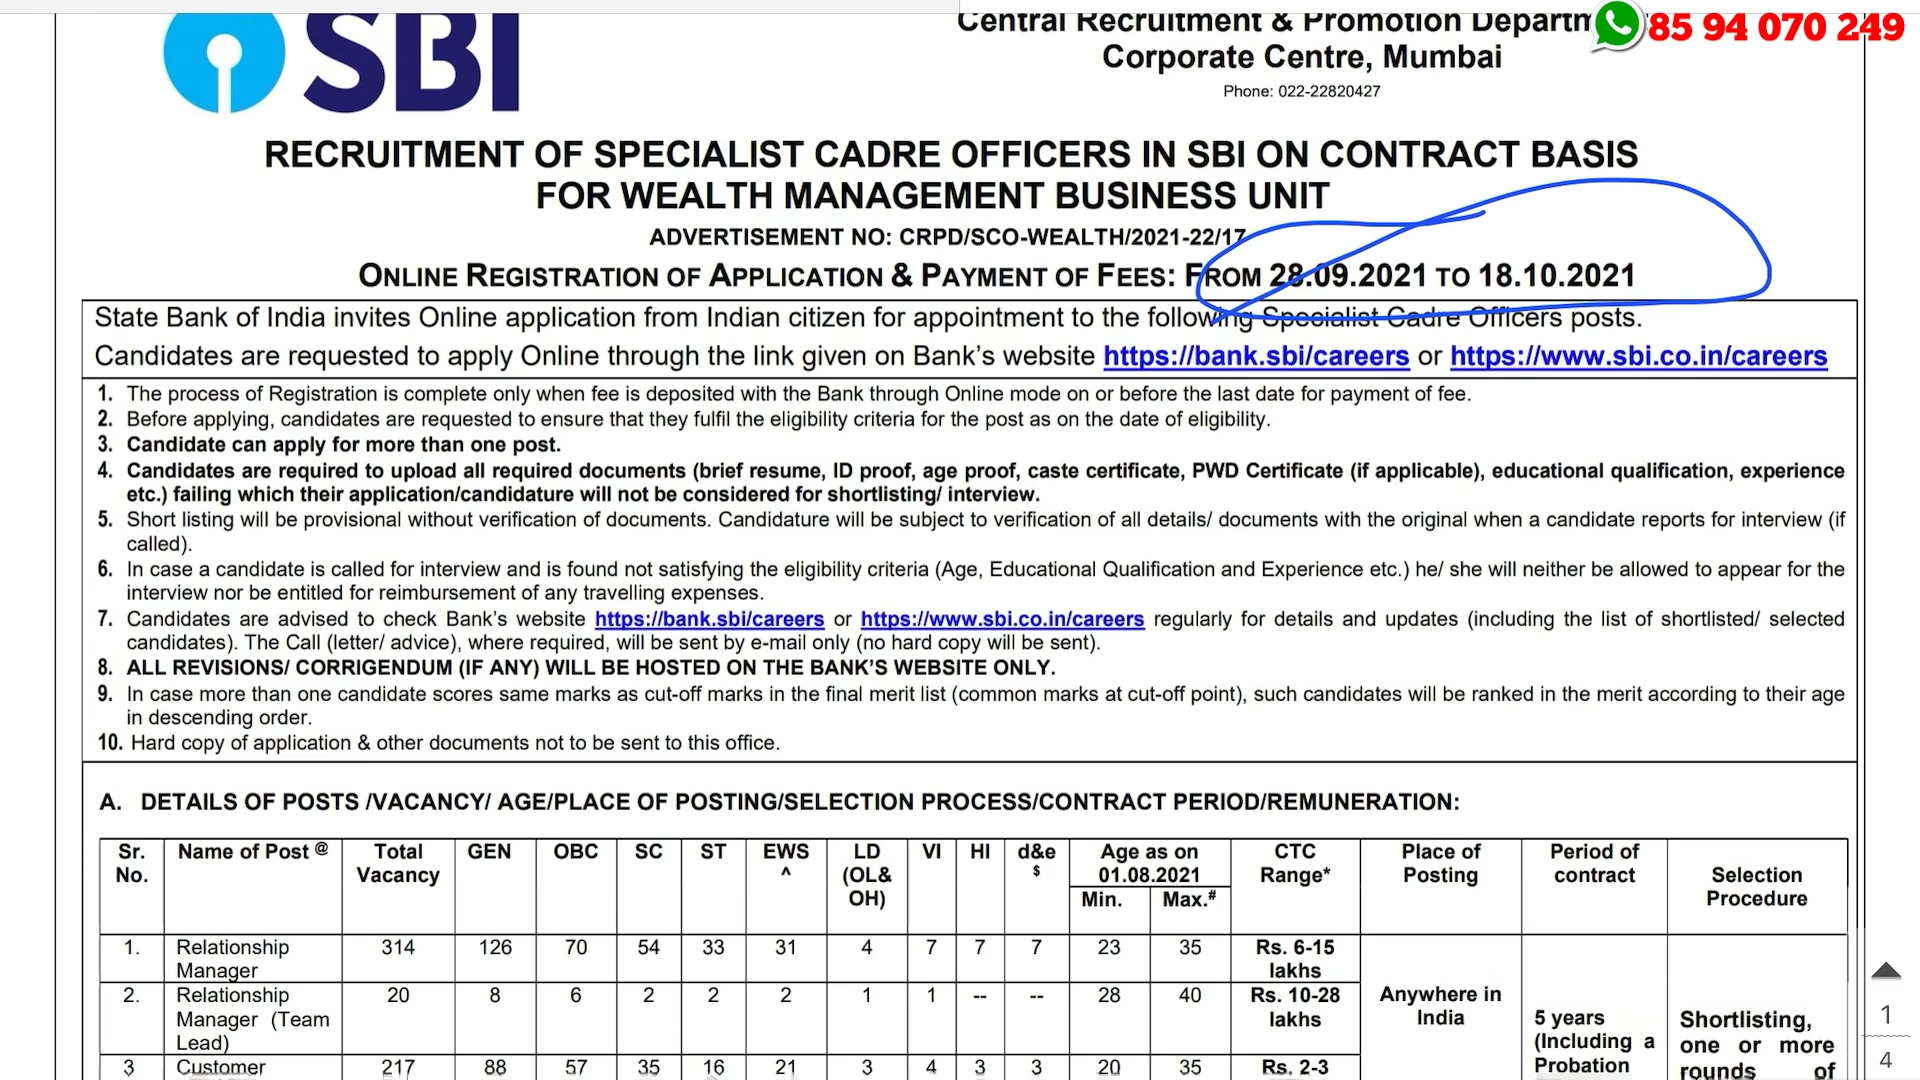 SBI
Central Recruitment & Promotion Departm
85 94 070 249
Corporate Centre, Mumbai
Phone: 022-22820427
RECRUITMENT OF SPECIALIST CADRE OFFICERS IN SBI ON CONTRACT BASIS
FOR WEALTH MANAGEMENT BUSINESS UNIT
ADVERTISEMENT NO: CRPD/SCO-WEALTH/2021-22/17
ONLINE REGISTRATION OF APPLICATION & PAYMENT OF FEES: FROM 28.09.2021 TO 18.10.2021
State Bank of India invites Online application from Indian citizen for appointment to the following Specialist Cadre Officers posts.
Candidates are requested to apply Online through the link given on Bank's website https://bank.sbi/careers or https://www.sbi.co.in/careers
1. The process of Registration is complete only when fee is deposited with the Bank through Online mode on or before the last date for payment of fee.
2. Before applying, candidates are requested to ensure that they fulfil the eligibility criteria for the post as on the date of eligibility.
3. Candidate can apply for more than one post.
4. Candidates are required to upload all required documents (brief resume, ID proof, age proof, caste certificate, PWD Certificate (if applicable), educational qualification, experience
etc.) failing which their application/candidature will not be considered for shortlisting/ interview.
5. Short listing will be provisional without verification of documents. Candidature will be subject to verification of all details/ documents with the original when a candidate reports for interview (if
called).
6. In case a candidate is called for interview and is found not satisfying the eligibility criteria (Age, Educational Qualification and Experience etc.) he/ she will neither be allowed to appear for the
interview nor be entitled for reimbursement of any travelling expenses.
7. Candidates are advised to check Bank's website https://bank.sbi/careers or https://www.sbi.co.in/careers regularly for details and updates (including the list of shortlisted/ selected
candidates). The Call (letter/ advice), where required, will be sent by e-mail only (no hard copy will be sent).
8. ALL REVISIONS/ CORRIGENDUM (IF ANY) WILL BE HOSTED ON THE BANK'S WEBSITE ONLY.
9. In case more than one candidate scores same marks as cut-off marks in the final merit list (common marks at cut-off point), such candidates will be ranked in the merit according to their age
in descending order.
10. Hard copy of application & other documents not to be sent to this office.
A. DETAILS OF POSTS /VACANCY/ AGE/PLACE OF POSTING/SELECTION PROCESS/CONTRACT PERIOD/REMUNERATION:
Sr. Name of Post @ Total GEN OBC SC ST EWS LD VI HI d&e Age as on CTC Place of Period of
No. Vacancy ^ (OL& $ 01.08.2021 Range* Posting contract Selection
OH) Min. Max.# Procedure
1. Relationship 314 126 70 54 33 31 4 7 7 7 23 35 Rs. 6-15
Manager lakhs
2. Relationship 20 8 6 2 2 2 1 1 -- -- 28 40 Rs. 10-28 Anywhere in
Manager (Team lakhs India 5 years Shortlisting,
Lead) (Including a one or more
3 Customer 217 88 57 35 16 21 3 4 3 3 20 35 Rs. 2-3 Probation rounds of
1
4